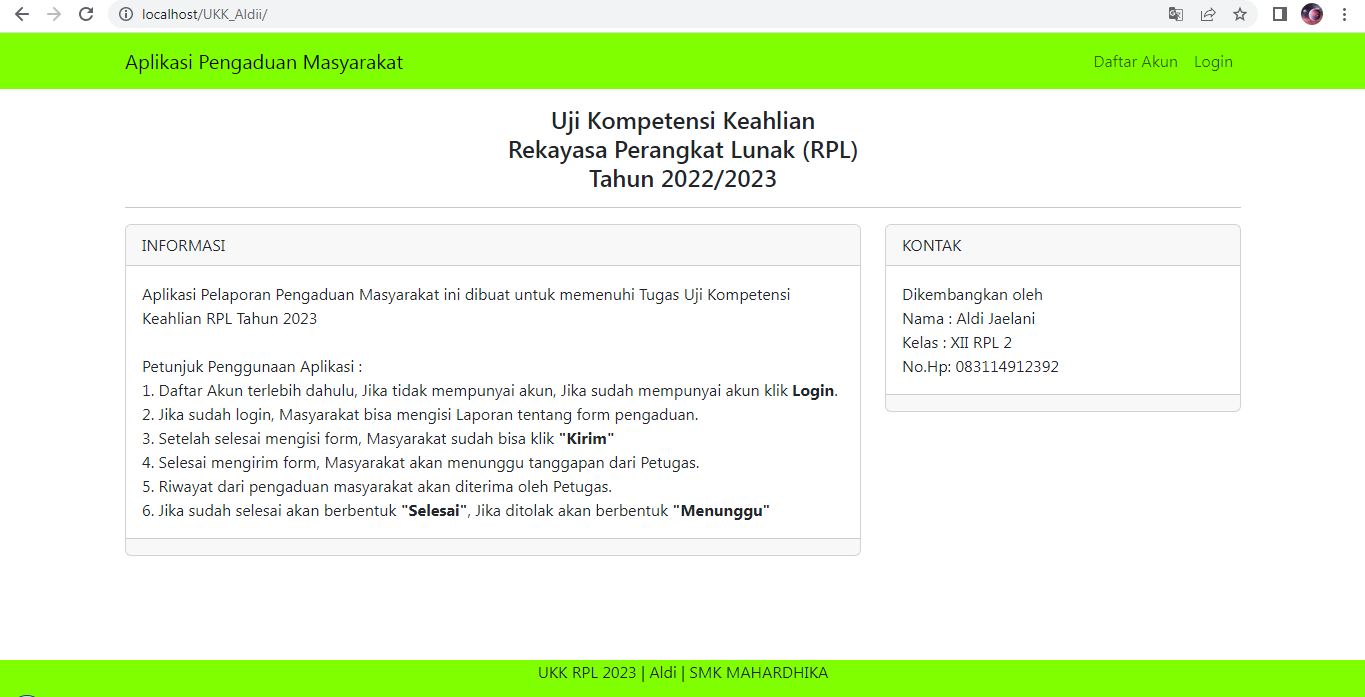 localhost/UKK_Aldii/
Aplikasi Pengaduan Masyarakat
Daftar Akun
Login
Uji Kompetensi Keahlian
Rekayasa Perangkat Lunak (RPL)
Tahun 2022/2023
INFORMASI
Aplikasi Pelaporan Pengaduan Masyarakat ini dibuat untuk memenuhi Tugas Uji Kompetensi
Keahlian RPL Tahun 2023
Petunjuk Penggunaan Aplikasi :
1. Daftar Akun terlebih dahulu, Jika tidak mempunyai akun, Jika sudah mempunyai akun klik Login.
2. Jika sudah login, Masyarakat bisa mengisi Laporan tentang form pengaduan.
3. Setelah selesai mengisi form, Masyarakat sudah bisa klik "Kirim"
4. Selesai mengirim form, Masyarakat akan menunggu tanggapan dari Petugas.
5. Riwayat dari pengaduan masyarakat akan diterima oleh Petugas.
6. Jika sudah selesai akan berbentuk "Selesai", Jika ditolak akan berbentuk "Menunggu"
KONTAK
Dikembangkan oleh
Nama : Aldi Jaelani
Kelas : XII RPL 2
No.Hp: 083114912392
UKK RPL 2023 | Aldi | SMK MAHARDHIKA